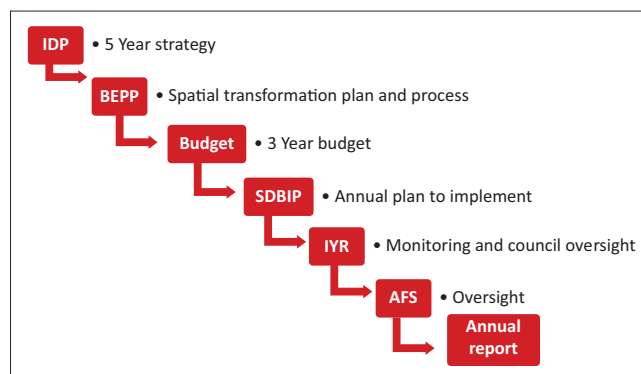 IDP • 5 Year strategy
BEPP • Spatial transformation plan and process
Budget • 3 Year budget
SDBIP • Annual plan to implement
IYR • Monitoring and council oversight
AFS • Oversight
Annual
report